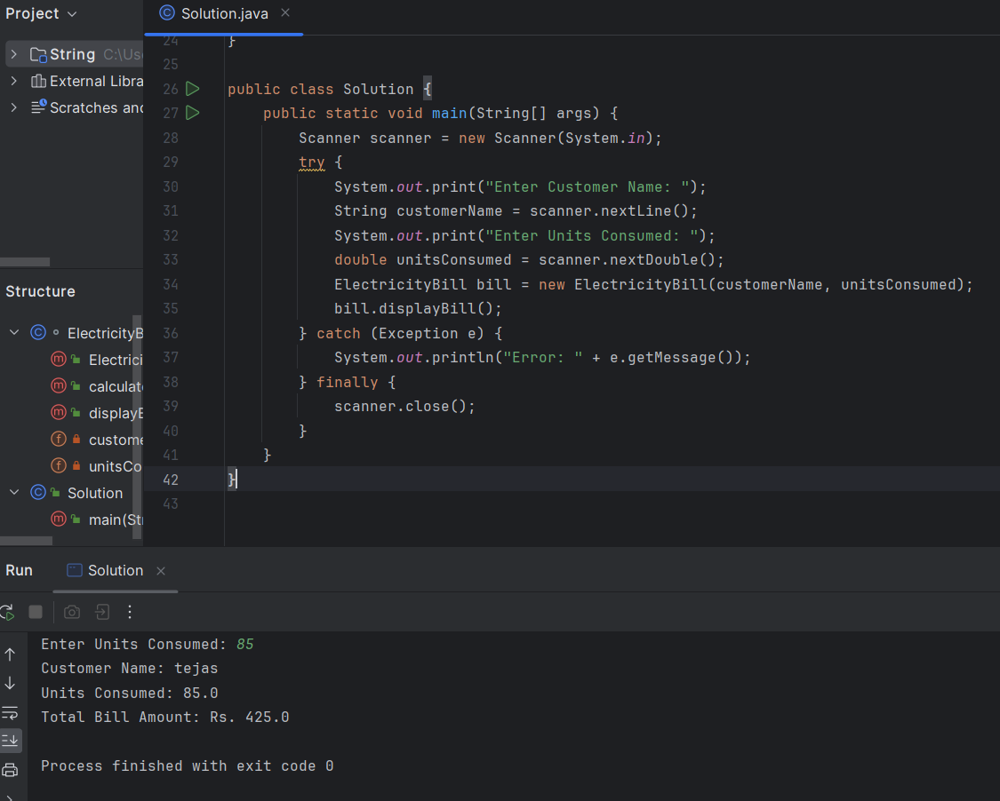 Project
Solution.java
String C:\Us
External Libra
Scratches and
24 }
25
26 public class Solution {
27 public static void main(String[] args) {
28 Scanner scanner = new Scanner(System.in);
29 try {
30 System.out.print("Enter Customer Name: ");
31 String customerName = scanner.nextLine();
32 System.out.print("Enter Units Consumed: ");
33 double unitsConsumed = scanner.nextDouble();
34 ElectricityBill bill = new ElectricityBill(customerName, unitsConsumed);
35 bill.displayBill();
36 } catch (Exception e) {
37 System.out.println("Error: " + e.getMessage());
38 } finally {
39 scanner.close();
40 }
41 }
42 }
43
Structure
C ElectricityB
m Electrici
m calculate
m displayB
f custome
f unitsCo
C Solution
m main(St
Run
Solution
Enter Units Consumed: 85
Customer Name: tejas
Units Consumed: 85.0
Total Bill Amount: Rs. 425.0
Process finished with exit code 0